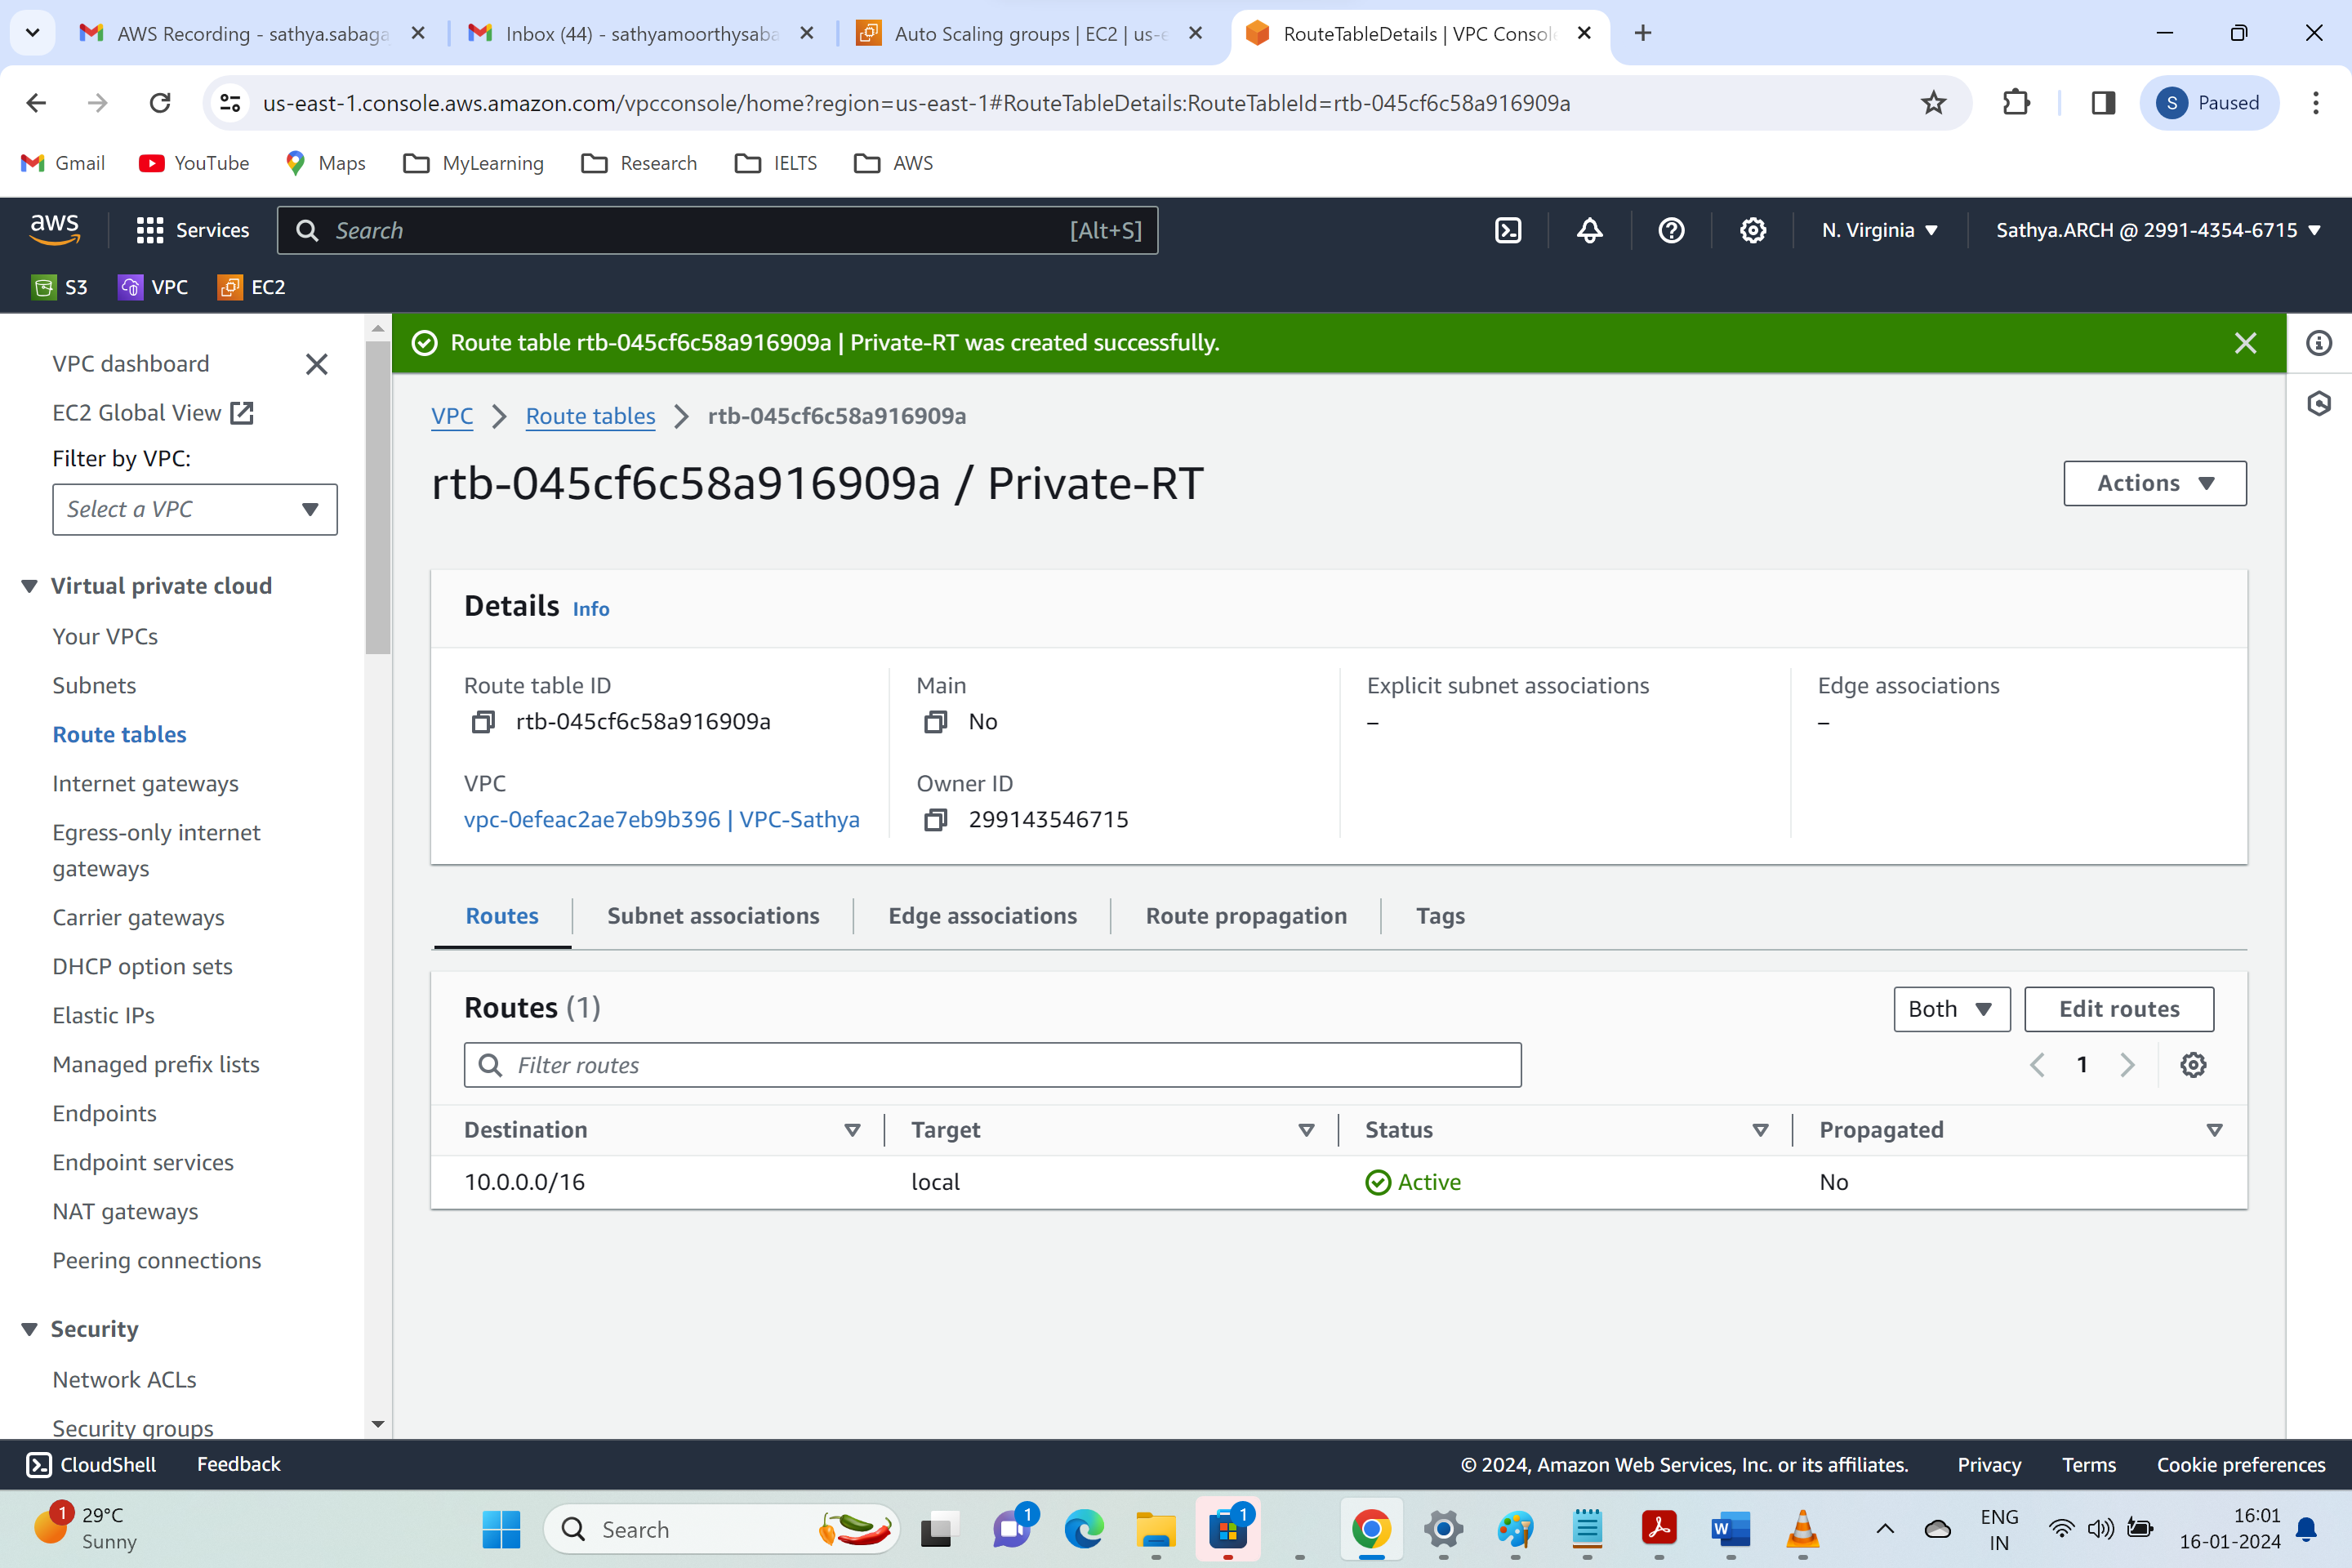 AWS Recording - sathya.sabaga
Inbox (44) - sathyamoorthysaba
Auto Scaling groups | EC2 | us-e
RouteTableDetails | VPC Consol
us-east-1.console.aws.amazon.com/vpcconsole/home?region=us-east-1#RouteTableDetails:RouteTableId=rtb-045cf6c58a916909a
S Paused
Gmail YouTube Maps MyLearning Research IELTS AWS
aws Services Search [Alt+S] N. Virginia Sathya.ARCH @ 2991-4354-6715
S3 VPC EC2
VPC dashboard
EC2 Global View
Filter by VPC:
Select a VPC
Virtual private cloud
Your VPCs
Subnets
Route tables
Internet gateways
Egress-only internet
gateways
Carrier gateways
DHCP option sets
Elastic IPs
Managed prefix lists
Endpoints
Endpoint services
NAT gateways
Peering connections
Security
Network ACLs
Security groups
Route table rtb-045cf6c58a916909a | Private-RT was created successfully.
VPC Route tables rtb-045cf6c58a916909a
rtb-045cf6c58a916909a / Private-RT
Actions
Details Info
Route table ID
rtb-045cf6c58a916909a
Main
No
Explicit subnet associations
–
Edge associations
–
VPC
vpc-0efeac2ae7eb9b396 | VPC-Sathya
Owner ID
299143546715
Routes Subnet associations Edge associations Route propagation Tags
Routes (1)
Both Edit routes
Filter routes
1
Destination Target Status Propagated
10.0.0.0/16 local Active No
CloudShell Feedback © 2024, Amazon Web Services, Inc. or its affiliates. Privacy Terms Cookie preferences
1
29°C
Sunny
Search
1
1
W
ENG
IN
16:01
16-01-2024